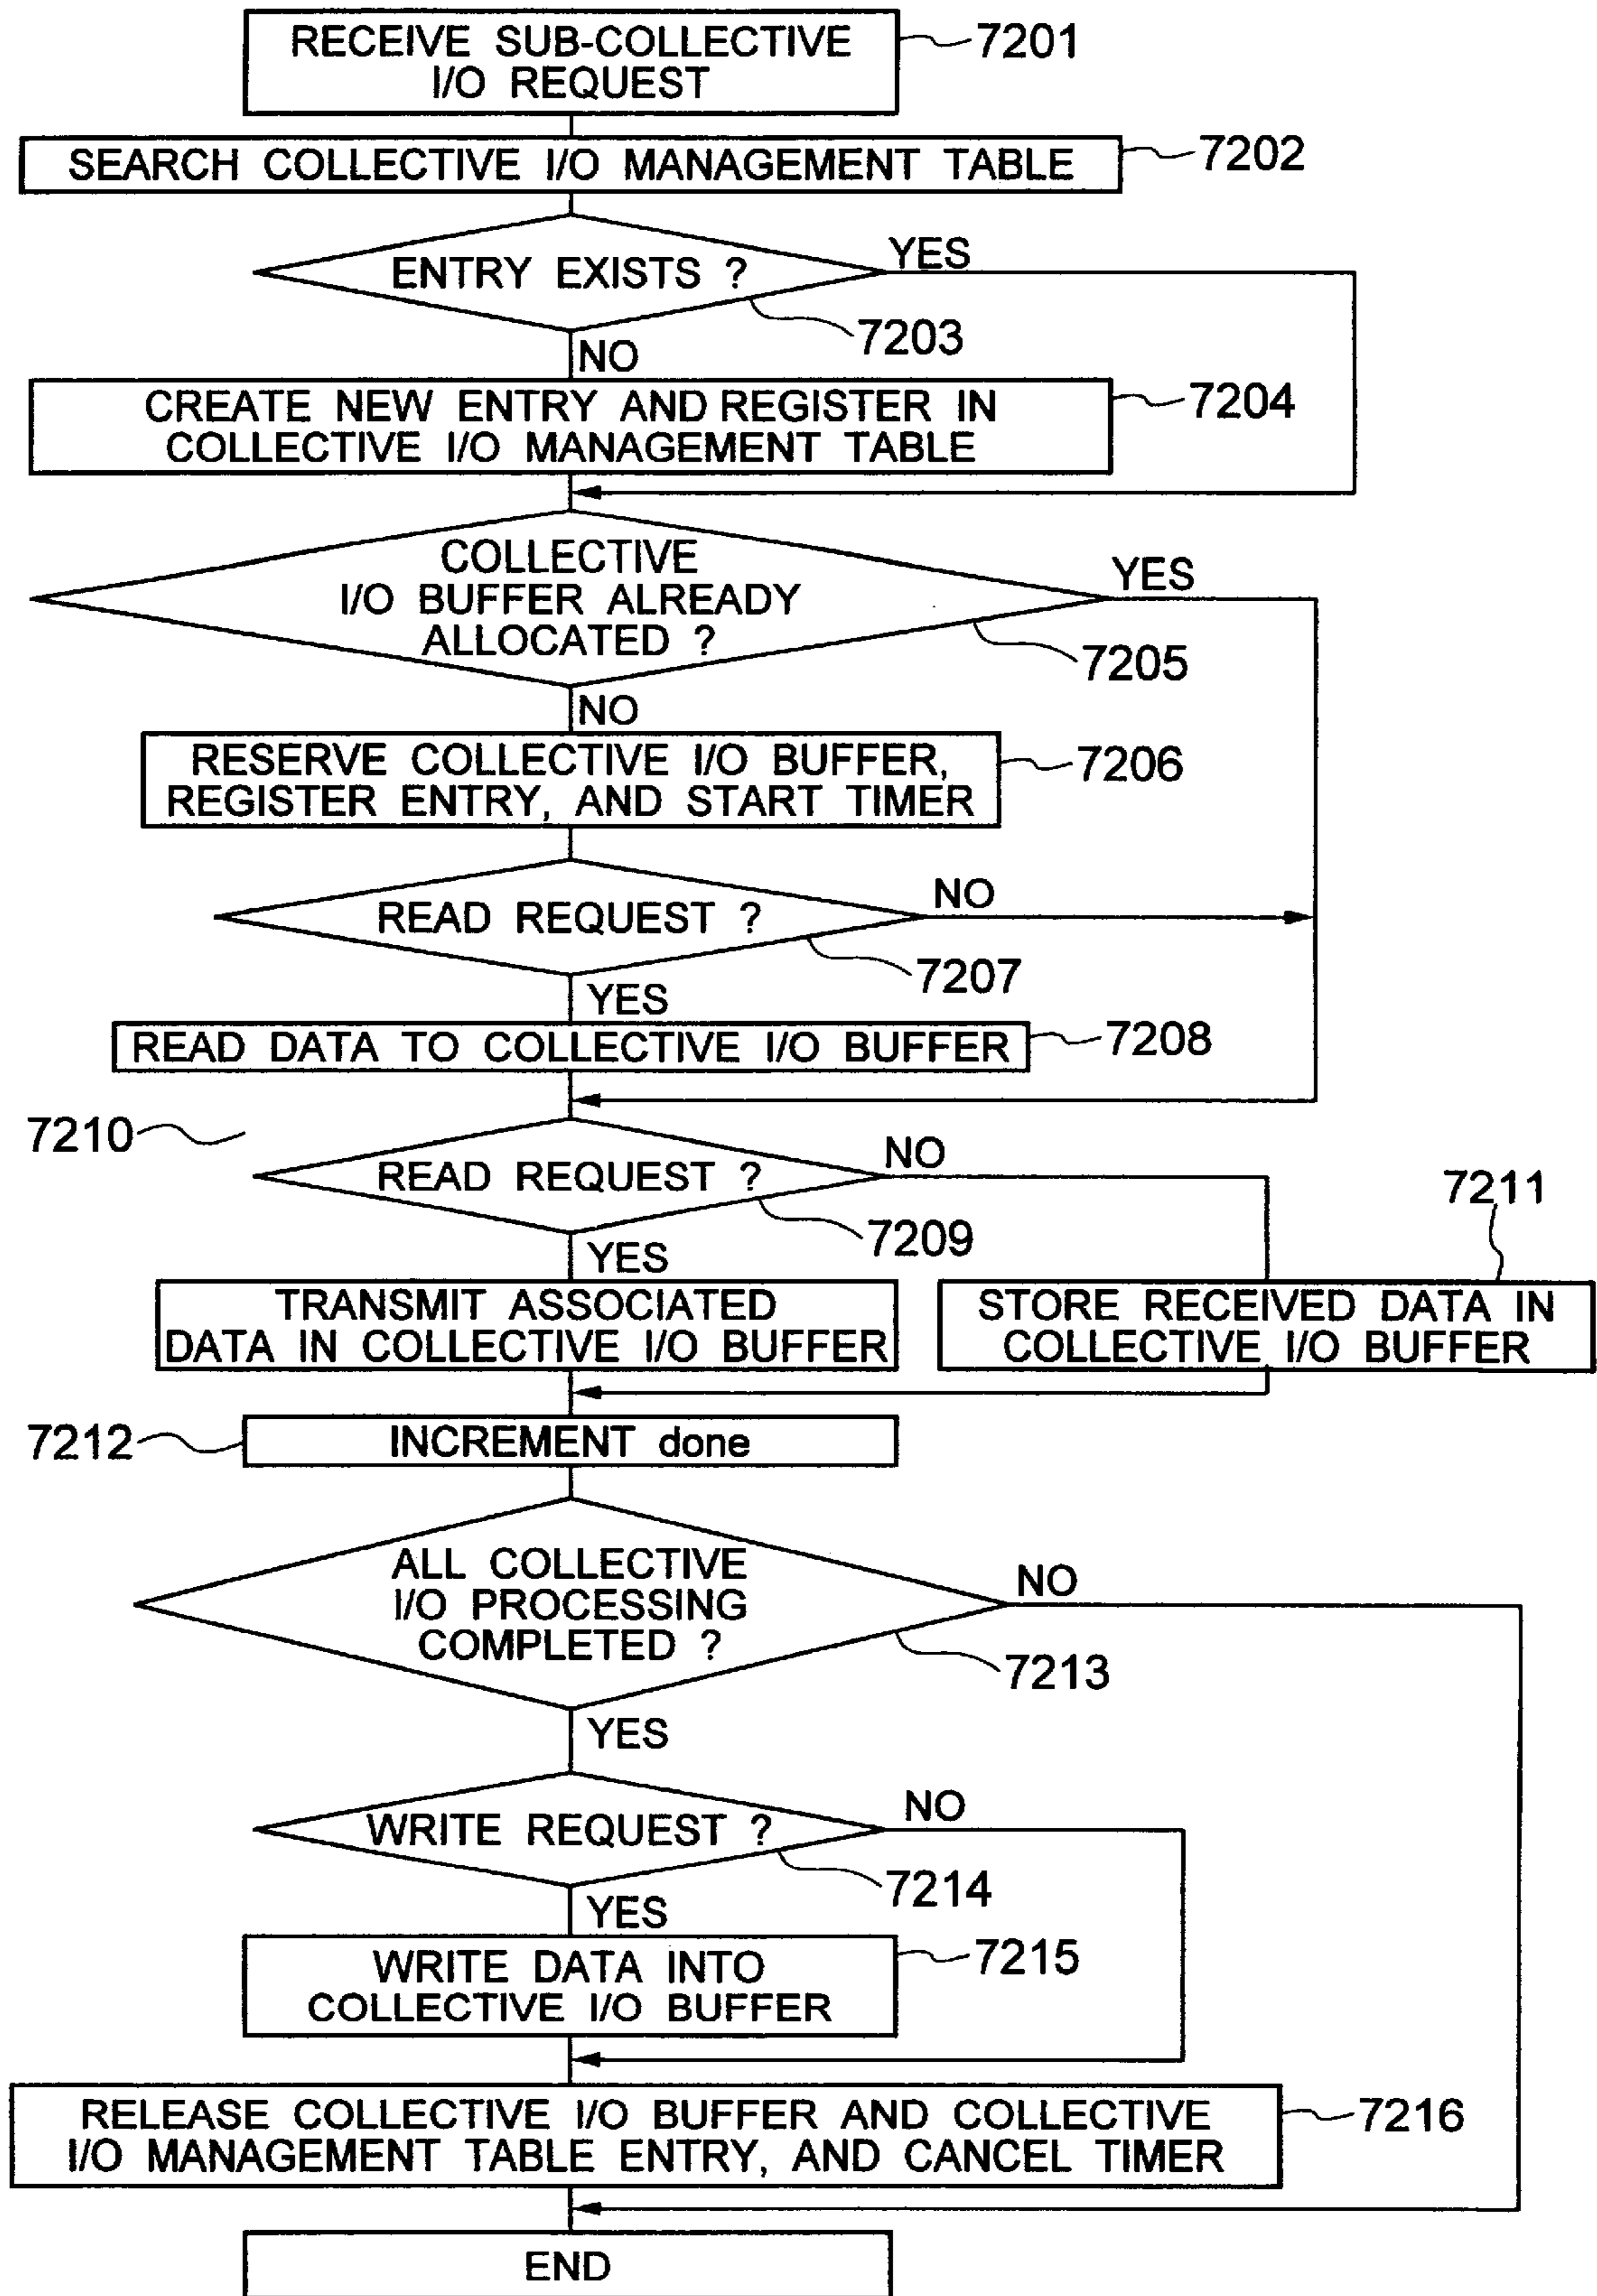 RECEIVE SUB-COLLECTIVE
I/O REQUEST
7201
SEARCH COLLECTIVE I/O MANAGEMENT TABLE
7202
ENTRY EXISTS ?
YES
7203
NO
CREATE NEW ENTRY AND REGISTER IN
COLLECTIVE I/O MANAGEMENT TABLE
7204
COLLECTIVE
I/O BUFFER ALREADY
ALLOCATED ?
YES
7205
NO
RESERVE COLLECTIVE I/O BUFFER,
REGISTER ENTRY, AND START TIMER
7206
READ REQUEST ?
NO
7207
YES
READ DATA TO COLLECTIVE I/O BUFFER
7208
7210
READ REQUEST ?
NO
7209
YES
7211
TRANSMIT ASSOCIATED
DATA IN COLLECTIVE I/O BUFFER
STORE RECEIVED DATA IN
COLLECTIVE I/O BUFFER
7212
INCREMENT done
ALL COLLECTIVE
I/O PROCESSING
COMPLETED ?
NO
7213
YES
WRITE REQUEST ?
NO
7214
YES
WRITE DATA INTO
COLLECTIVE I/O BUFFER
7215
RELEASE COLLECTIVE I/O BUFFER AND COLLECTIVE
I/O MANAGEMENT TABLE ENTRY, AND CANCEL TIMER
7216
END